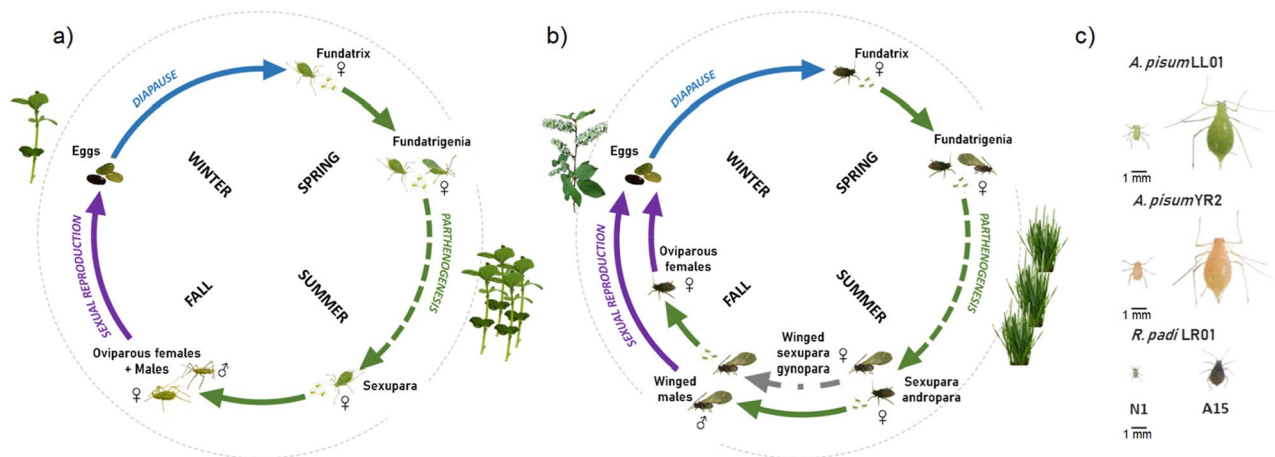 a)
Fundatrix
♀
DIAPAUSE
Fundatrigenia
♀
Eggs
WINTER
SPRING
PARTHENOGENESIS
SEXUAL REPRODUCTION
FALL
SUMMER
Oviparous females
+ Males
♂
♀
Sexupara
♀
b)
Fundatrix
♀
DIAPAUSE
Fundatrigenia
♀
Eggs
WINTER
SPRING
PARTHENOGENESIS
SEXUAL REPRODUCTION
Oviparous
females
♀
FALL
SUMMER
Winged
sexupara
gynopara
♀
Winged
males
♂
Sexupara
andropara
♀
c)
A. pisum LL01
1 mm
A. pisum YR2
1 mm
R. padi LR01
N1
A15
1 mm